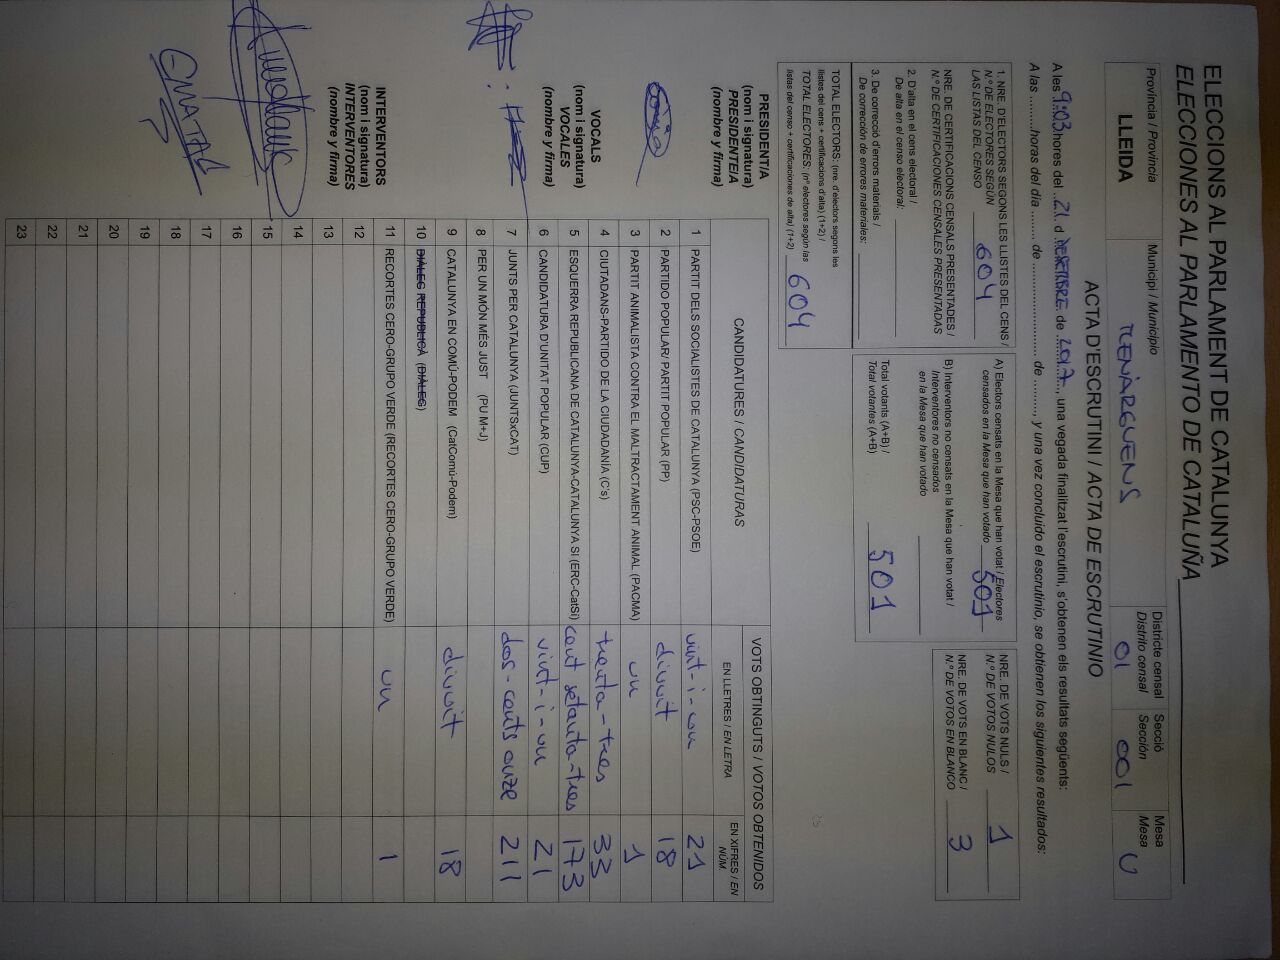 ELECCIONS AL PARLAMENT DE CATALUNYA
ELECCIONES AL PARLAMENTO DE CATALUÑA
Província / Provincia
LLEIDA
Municipi / Municipio
TÉRMENS
Districte censal
Distrito censal
01
Secció
Sección
001
Mesa
Mesa
U
ACTA D'ESCRUTINI / ACTA DE ESCRUTINIO
A les 9:03 hores del 21 d de 2017, una vegada finalitzat l'escrutini, s'obtenen els resultats següents:
A las .........horas del día ....... de ..................... de ........, y una vez concluido el escrutinio, se obtienen los siguientes resultados:
1. NRE. D'ELECTORS SEGONS LES LLISTES DEL CENS /
N.º DE ELECTORES SEGÚN
LAS LISTAS DEL CENSO 604
NRE. DE CERTIFICACIONS CENSALS PRESENTADES /
N.º DE CERTIFICACIONES CENSALES PRESENTADAS
2. D'alta en el cens electoral /
De alta en el censo electoral:
3. De correcció d'errors materials /
De corrección de errores materiales:
TOTAL ELECTORS: (nre. d'electors segons les
llistes del cens + certificacions d'alta) (1+2) /
TOTAL ELECTORES: (nº electores según las
listas del censo + certificaciones de alta) (1+2) 604
A) Electors censats en la Mesa que han votat / Electores
censados en la Mesa que han votado 501
B) Interventors no censats en la Mesa que han votat /
Interventores no censados
en la Mesa que han votado
Total votants (A+B) /
Total votantes (A+B)
501
NRE. DE VOTS NULS /
N.º DE VOTOS NULOS 1
NRE. DE VOTS EN BLANC /
N.º DE VOTOS EN BLANCO 3
PRESIDENT/A
(nom i signatura)
PRESIDENTE/A
(nombre y firma)
VOCALS
(nom i signatura)
VOCALES
(nombre y firma)
INTERVENTORS
(nom i signatura)
INTERVENTORES
(nombre y firma)
CANDIDATURES / CANDIDATURAS
VOTS OBTINGUTS / VOTOS OBTENIDOS
EN LLETRES / EN LETRA
EN XIFRES / EN NÚM.
1 PARTIT DELS SOCIALISTES DE CATALUNYA (PSC-PSOE) vint-i-un 21
2 PARTIDO POPULAR/ PARTIT POPULAR (PP) divuit 18
3 PARTIT ANIMALISTA CONTRA EL MALTRACTAMENT ANIMAL (PACMA) un 1
4 CIUTADANS-PARTIDO DE LA CIUDADANÍA (C's) trenta-tres 33
5 ESQUERRA REPUBLICANA DE CATALUNYA-CATALUNYA SÍ (ERC-CatSí) cent setanta-tres 173
6 CANDIDATURA D'UNITAT POPULAR (CUP) vint-i-un 21
7 JUNTS PER CATALUNYA (JUNTSxCAT) dos-cents onze 211
8 PER UN MÓN MÉS JUST (PU M+J)
9 CATALUNYA EN COMÚ-PODEM (CatComú-Podem) divuit 18
10 DIÀLEG REPUBLICÀ (DIÀLEG)
11 RECORTES CERO-GRUPO VERDE (RECORTES CERO-GRUPO VERDE) un 1
12
13
14
15
16
17
18
19
20
21
22
23